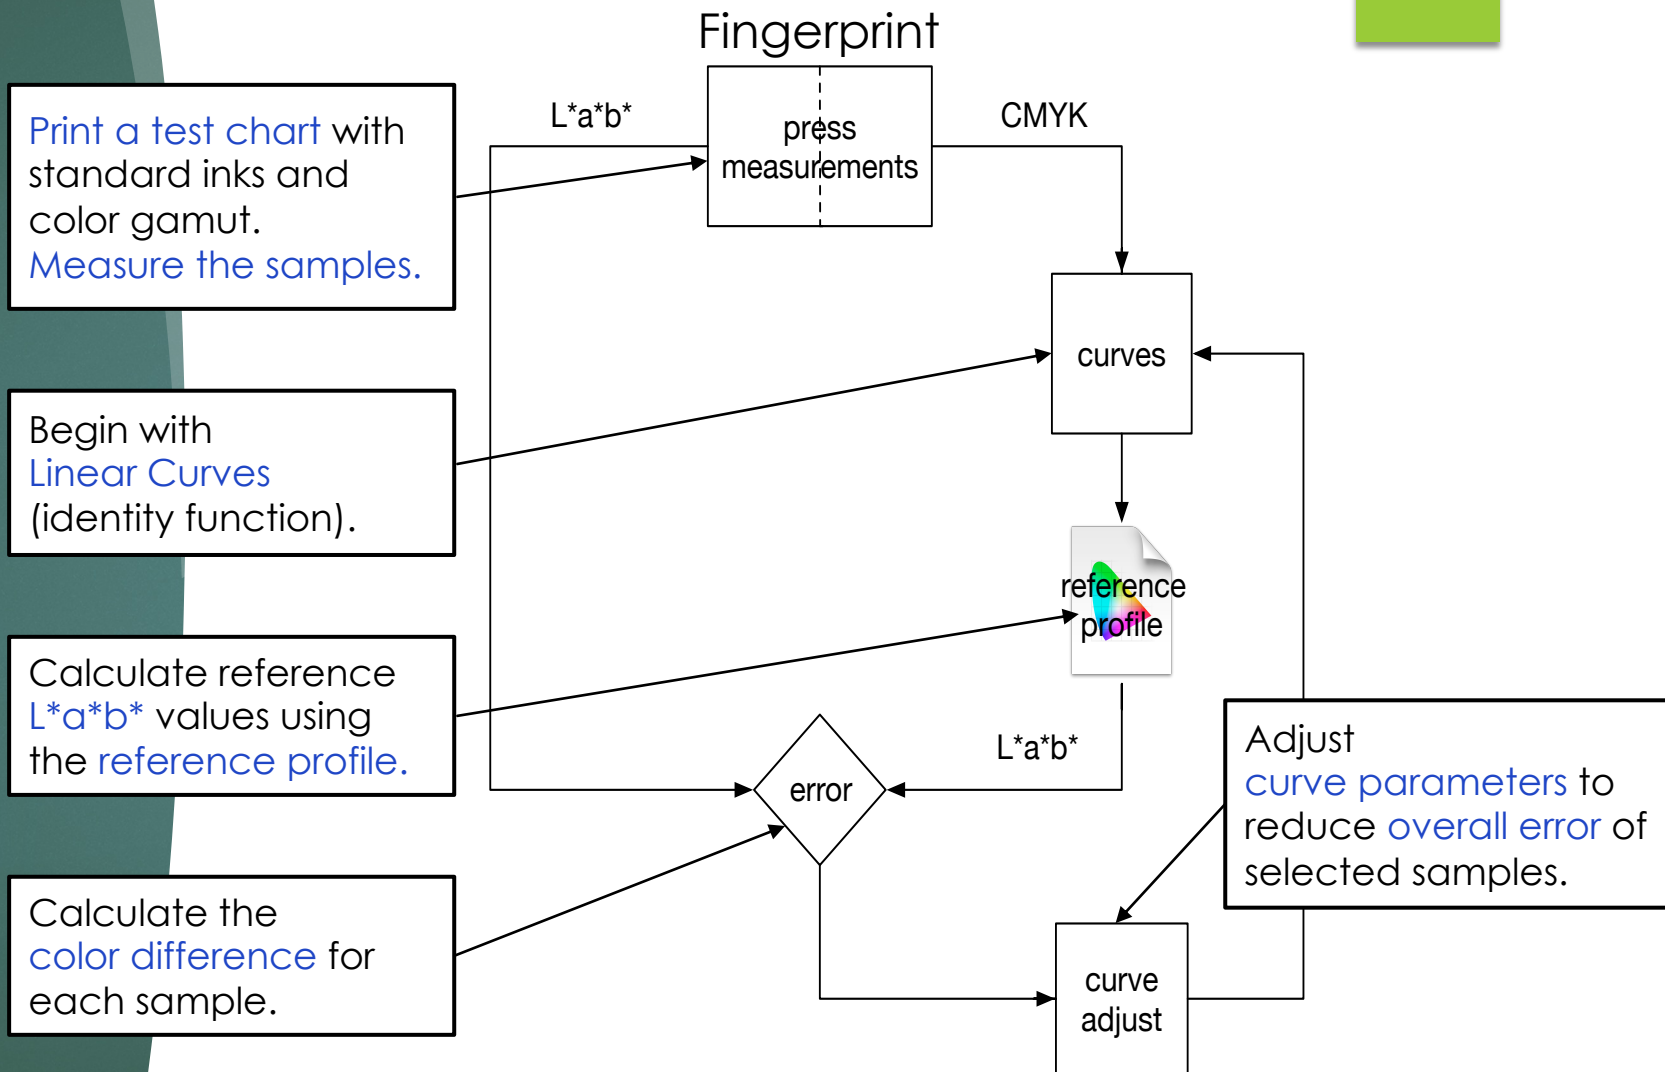 Fingerprint
Print a test chart with
standard inks and
color gamut.
Measure the samples.
L*a*b*
press
measurements
CMYK
curves
Begin with
Linear Curves
(identity function).
reference
profile
Calculate reference
L*a*b* values using
the reference profile.
L*a*b*
error
Adjust
curve parameters to
reduce overall error of
selected samples.
Calculate the
color difference for
each sample.
curve
adjust